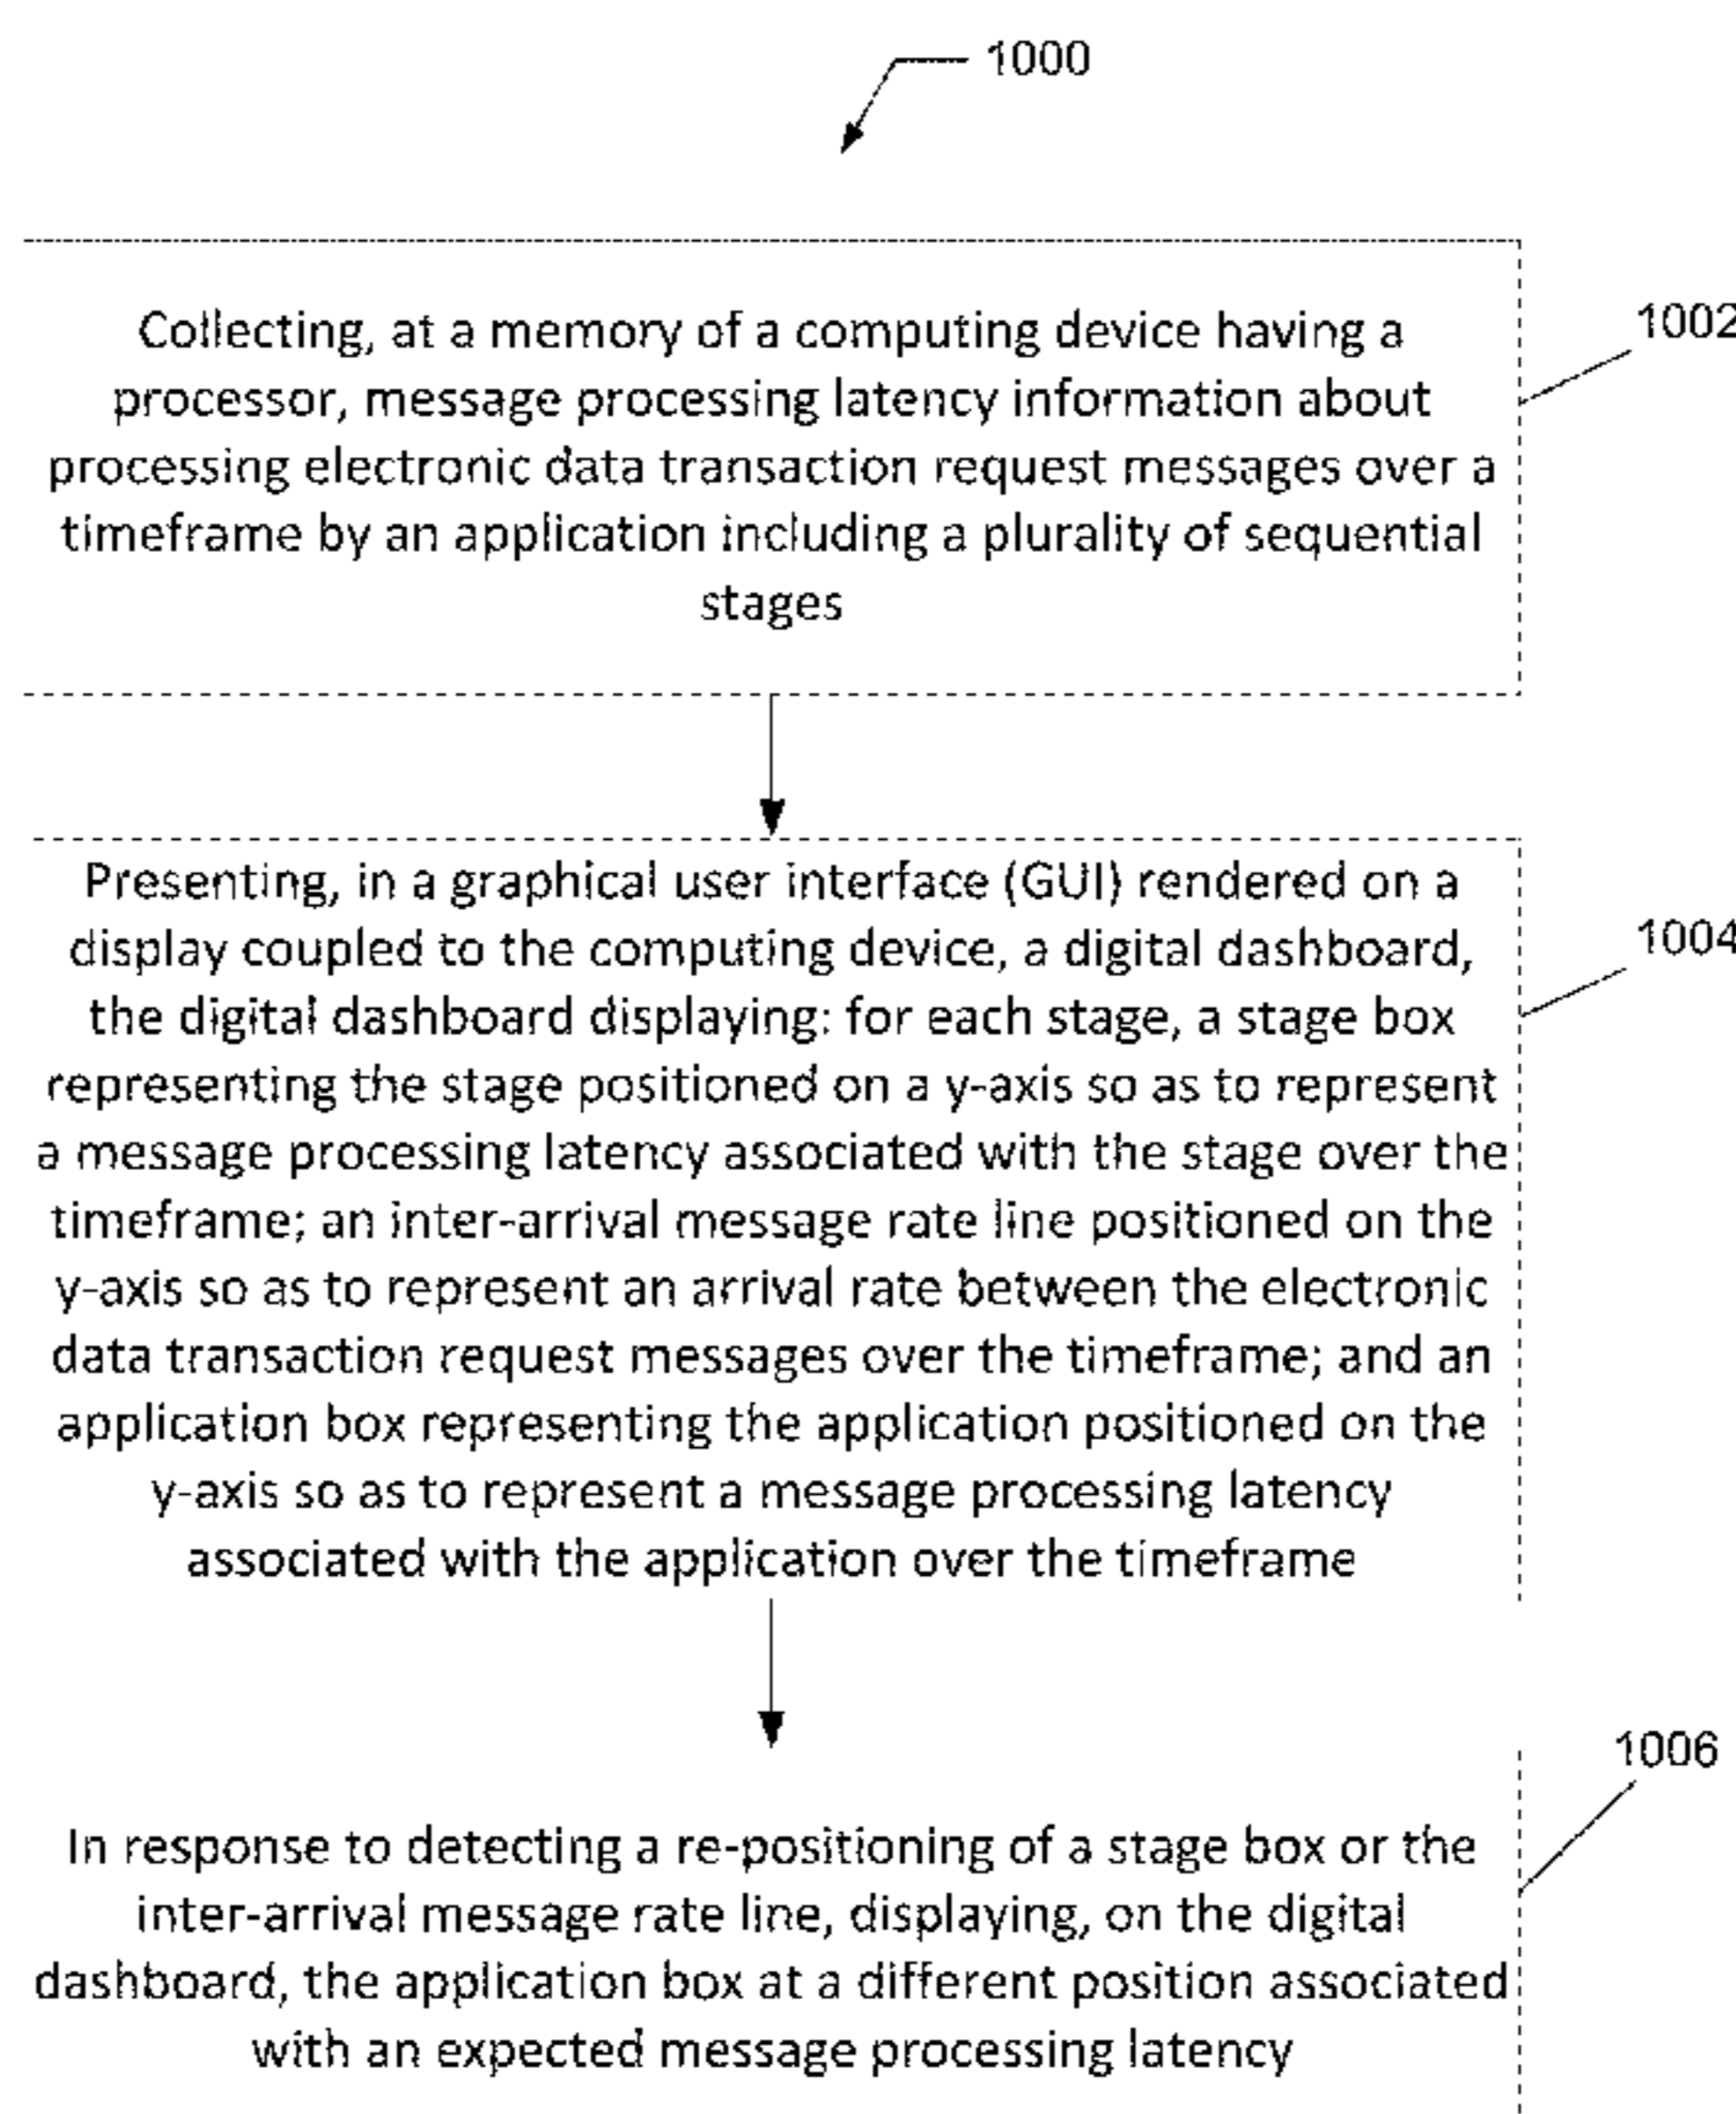 1000
Collecting, at a memory of a computing device having a
processor, message processing latency information about
processing electronic data transaction request messages over a
timeframe by an application including a plurality of sequential
stages
1002
Presenting, in a graphical user interface (GUI) rendered on a
display coupled to the computing device, a digital dashboard,
the digital dashboard displaying: for each stage, a stage box
representing the stage positioned on a y-axis so as to represent
a message processing latency associated with the stage over the
timeframe; an inter-arrival message rate line positioned on the
y-axis so as to represent an arrival rate between the electronic
data transaction request messages over the timeframe; and an
application box representing the application positioned on the
y-axis so as to represent a message processing latency
associated with the application over the timeframe
1004
In response to detecting a re-positioning of a stage box or the
inter-arrival message rate line, displaying, on the digital
dashboard, the application box at a different position associated
with an expected message processing latency
1006